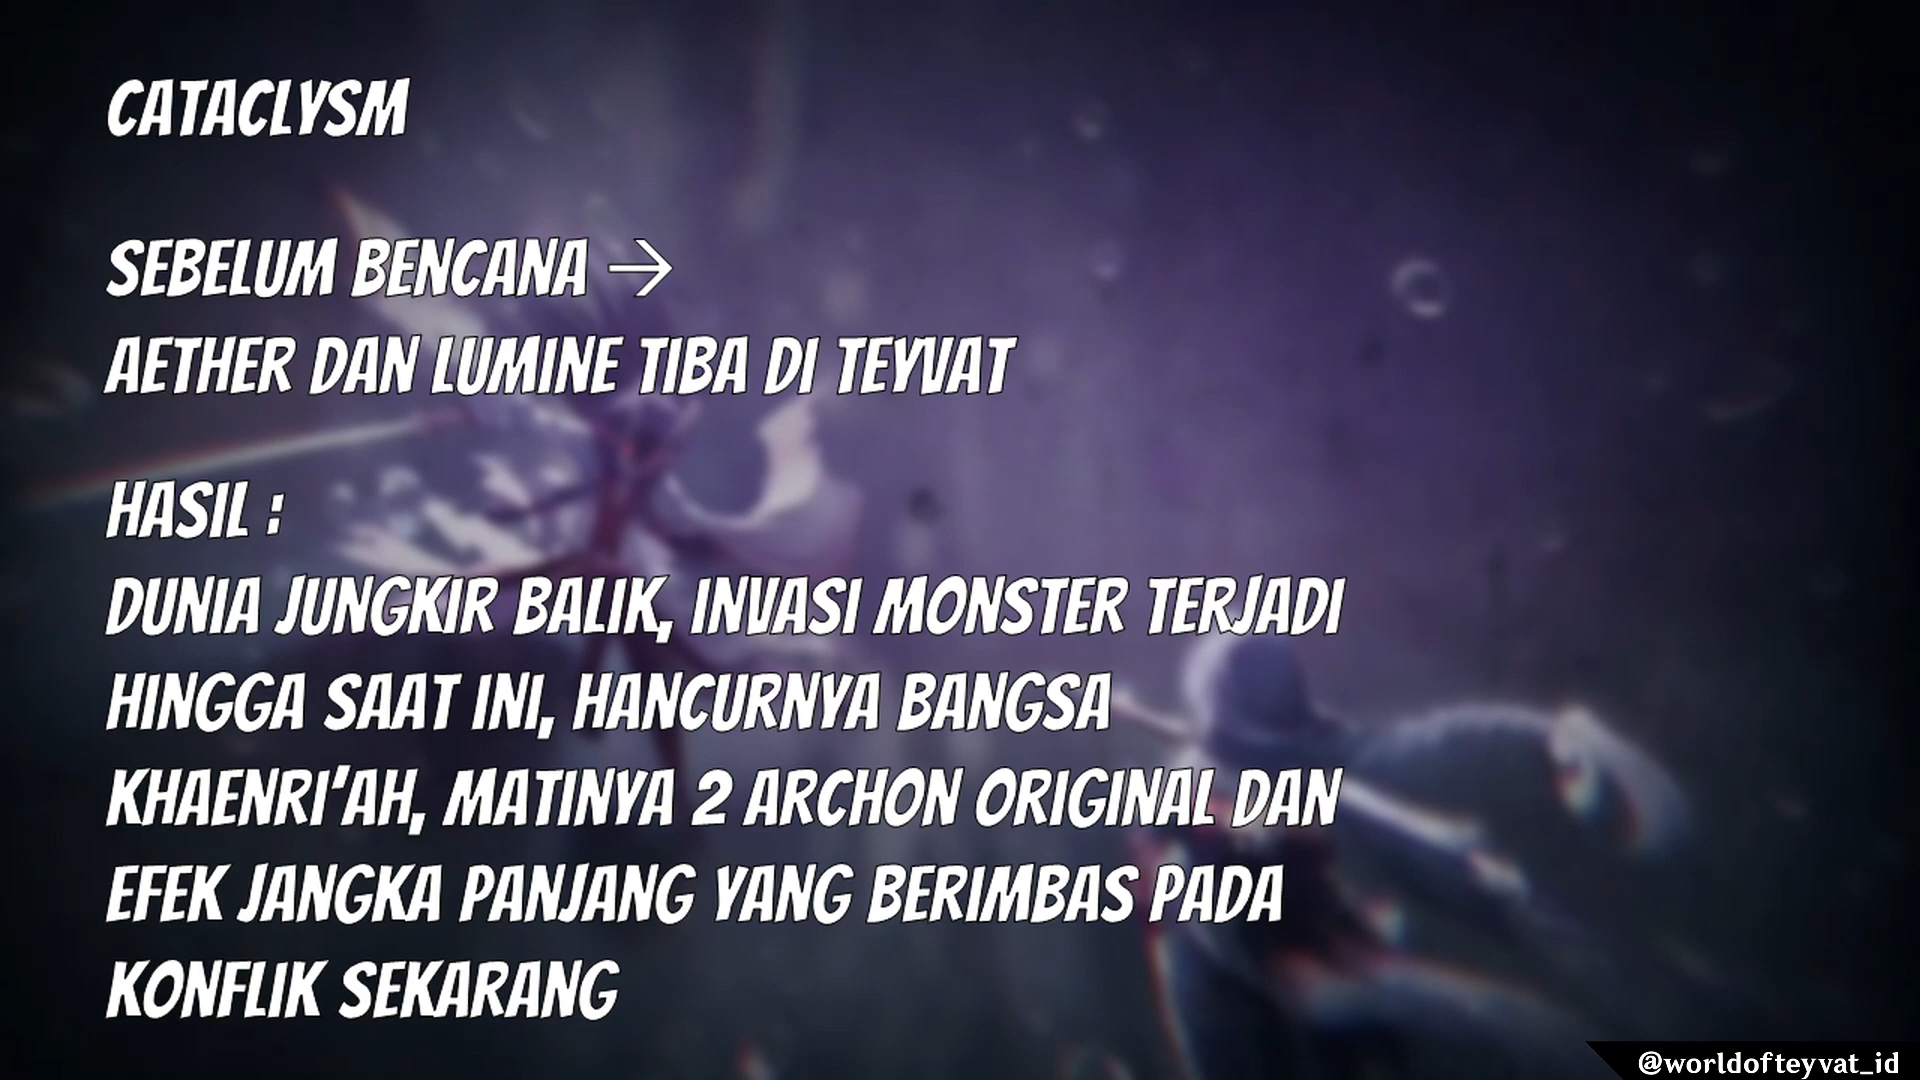 CATACLYSM
SEBELUM BENCANA →
AETHER DAN LUMINE TIBA DI TEYVAT
HASIL :
DUNIA JUNGKIR BALIK, INVASI MONSTER TERJADI
HINGGA SAAT INI, HANCURNYA BANGSA
KHAENRI'AH, MATINYA 2 ARCHON ORIGINAL DAN
EFEK JANGKA PANJANG YANG BERIMBAS PADA
KONFLIK SEKARANG
@worldofteyvat_id